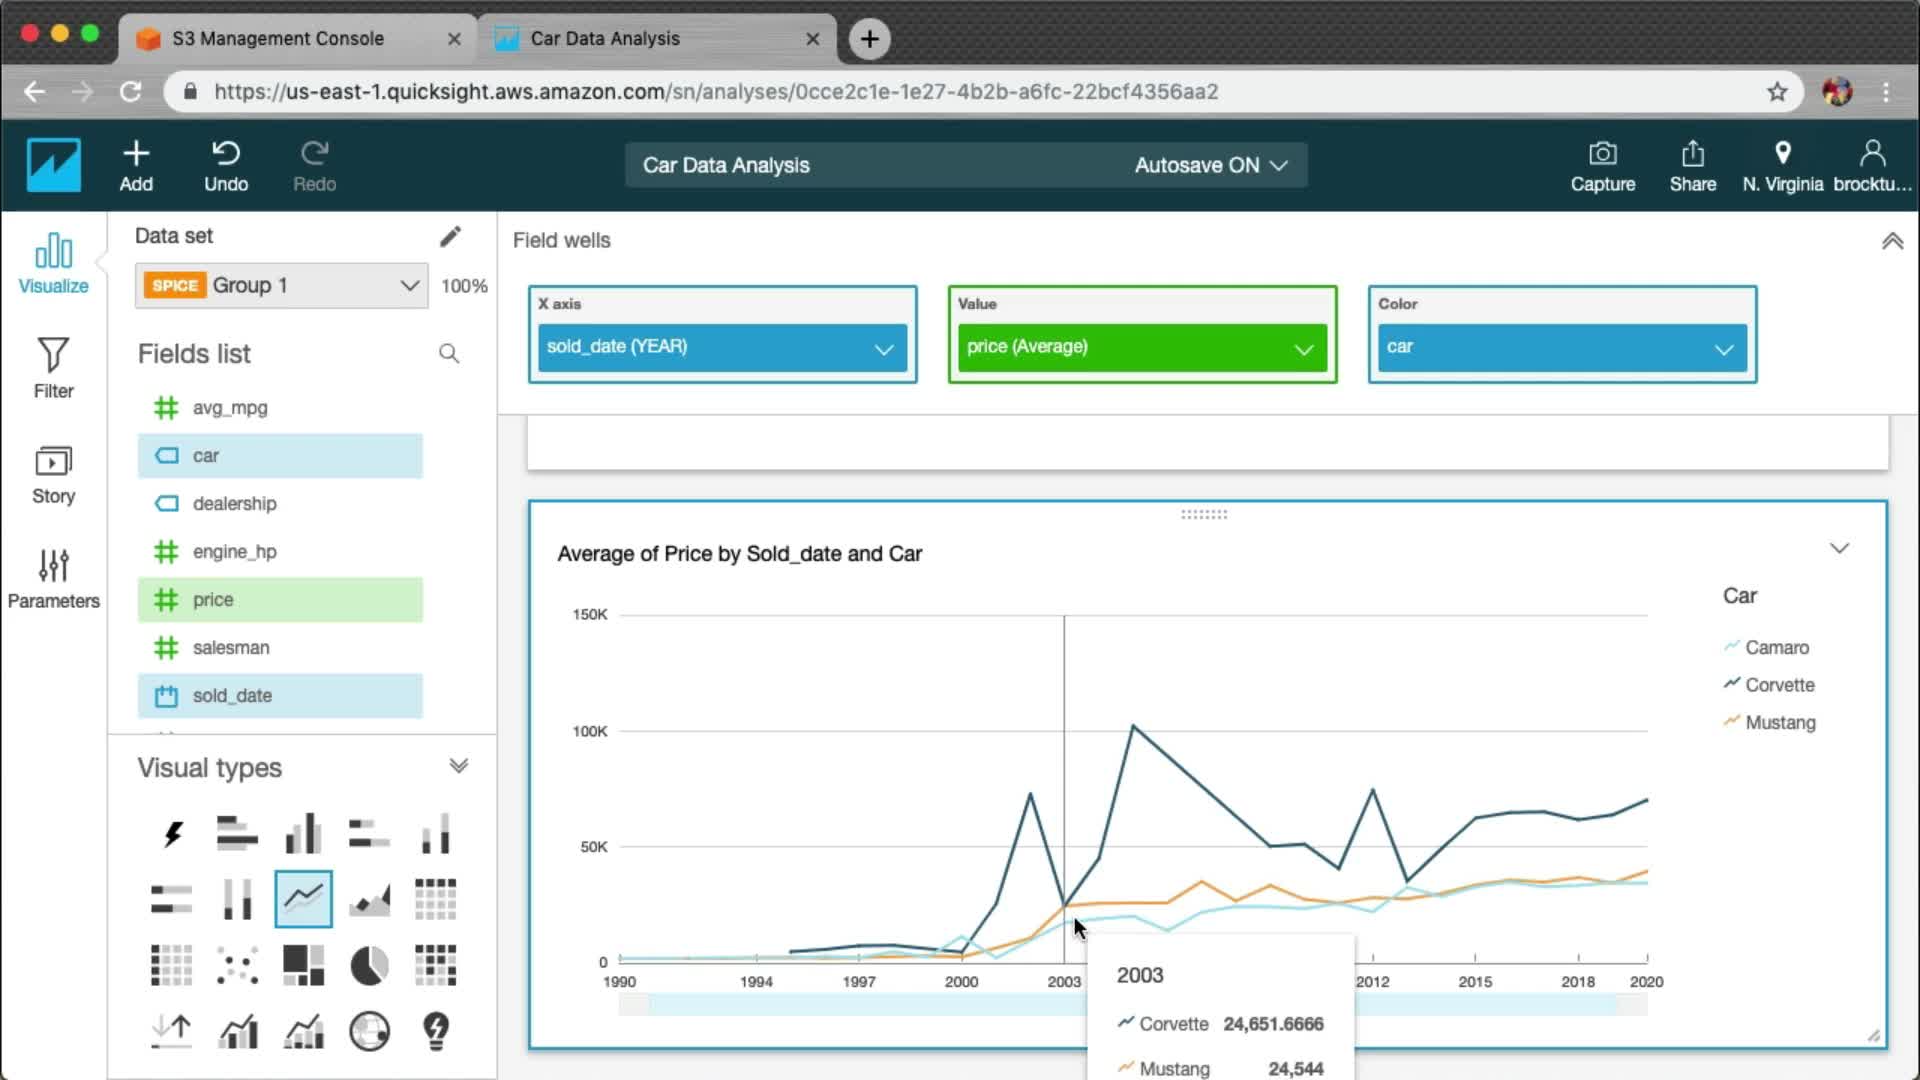 S3 Management Console
Car Data Analysis
https://us-east-1.quicksight.aws.amazon.com/sn/analyses/0cce2c1e-1e27-4b2b-a6fc-22bcf4356aa2
Add
Undo
Redo
Car Data Analysis
Autosave ON
Capture
Share
N. Virginia
brocktu...
Visualize
Filter
Story
Parameters
Data set
SPICE Group 1
100%
Fields list
avg_mpg
car
dealership
engine_hp
price
salesman
sold_date
Visual types
Field wells
X axis
sold_date (YEAR)
Value
price (Average)
Color
car
Average of Price by Sold_date and Car
150K
100K
50K
0
1990 1994 1997 2000 2003 2012 2015 2018 2020
Car
Camaro
Corvette
Mustang
2003
Corvette 24,651.6666
Mustang 24,544